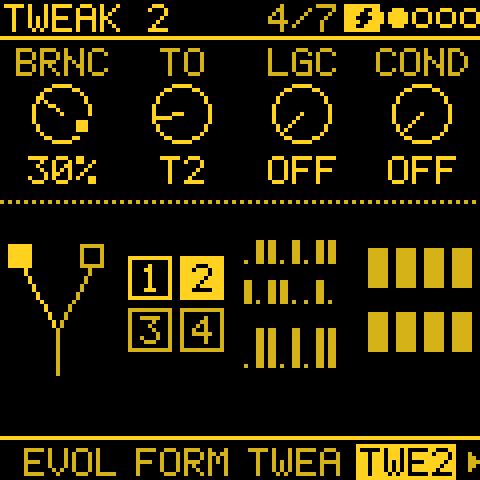 TWEAK 2 4/7 f
BRNC TO LGC COND
30% T2 OFF OFF
1 2
3 4
EVOL FORM TWEA TWE2